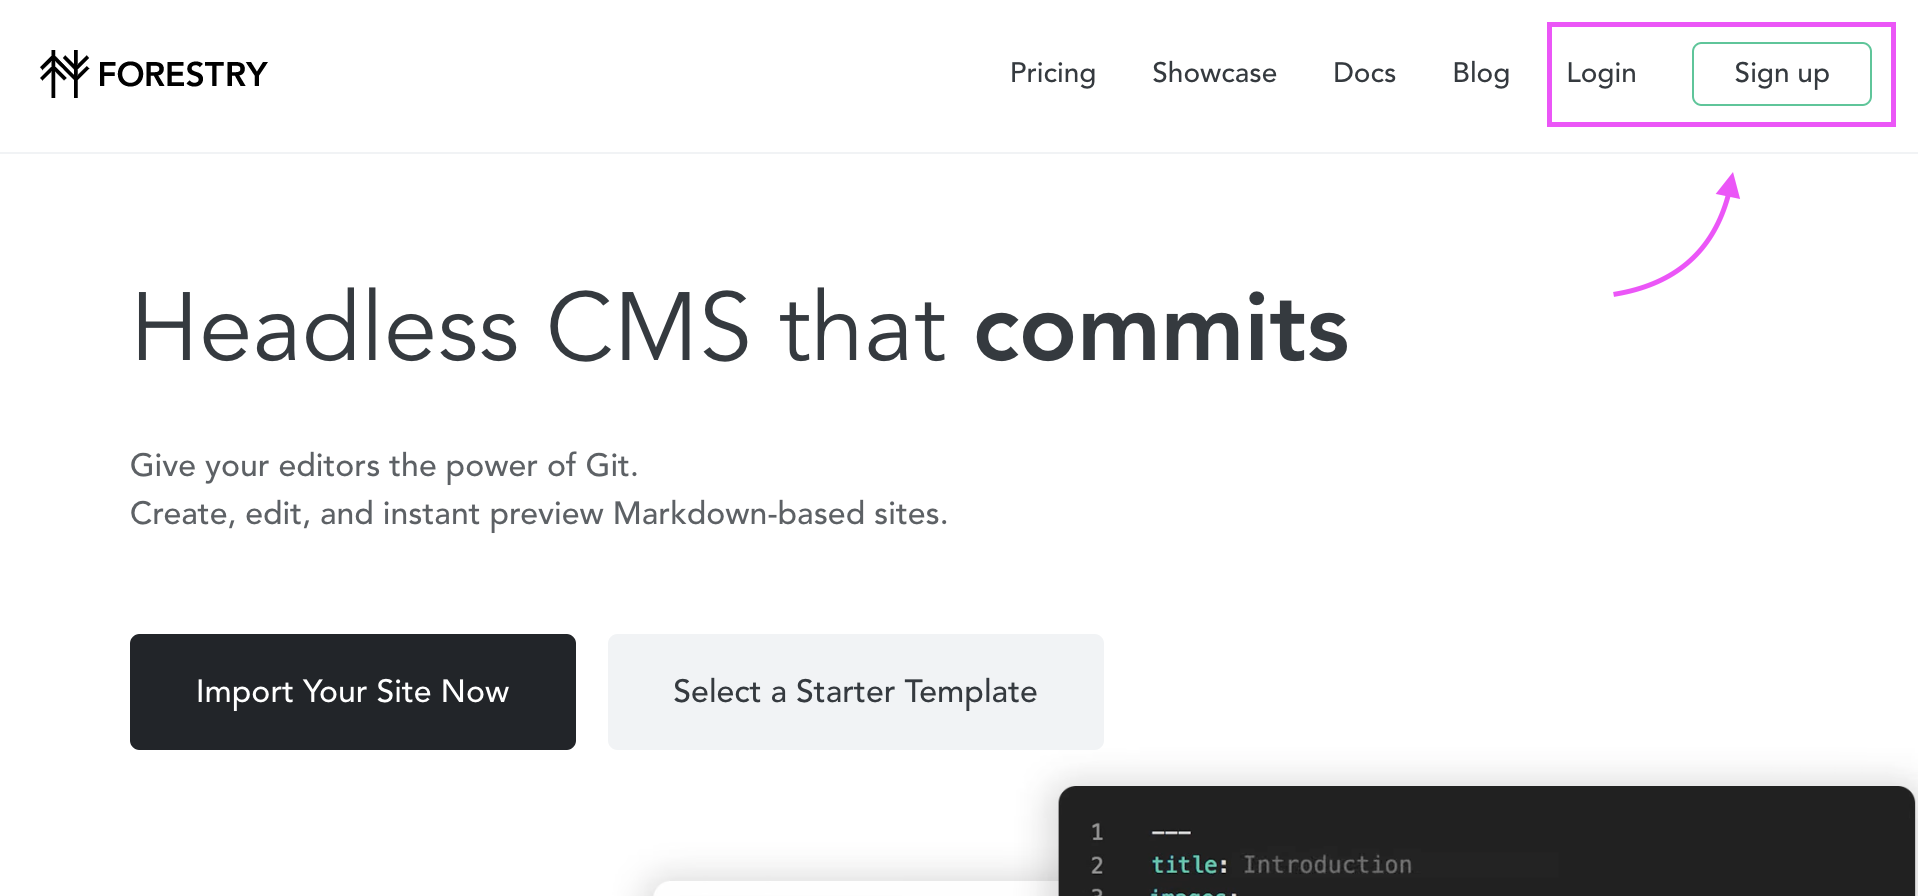 FORESTRY
Pricing Showcase Docs Blog Login Sign up
Headless CMS that commits
Give your editors the power of Git.
Create, edit, and instant preview Markdown-based sites.
Import Your Site Now
Select a Starter Template
1 ---
2 title: Introduction
3 images: